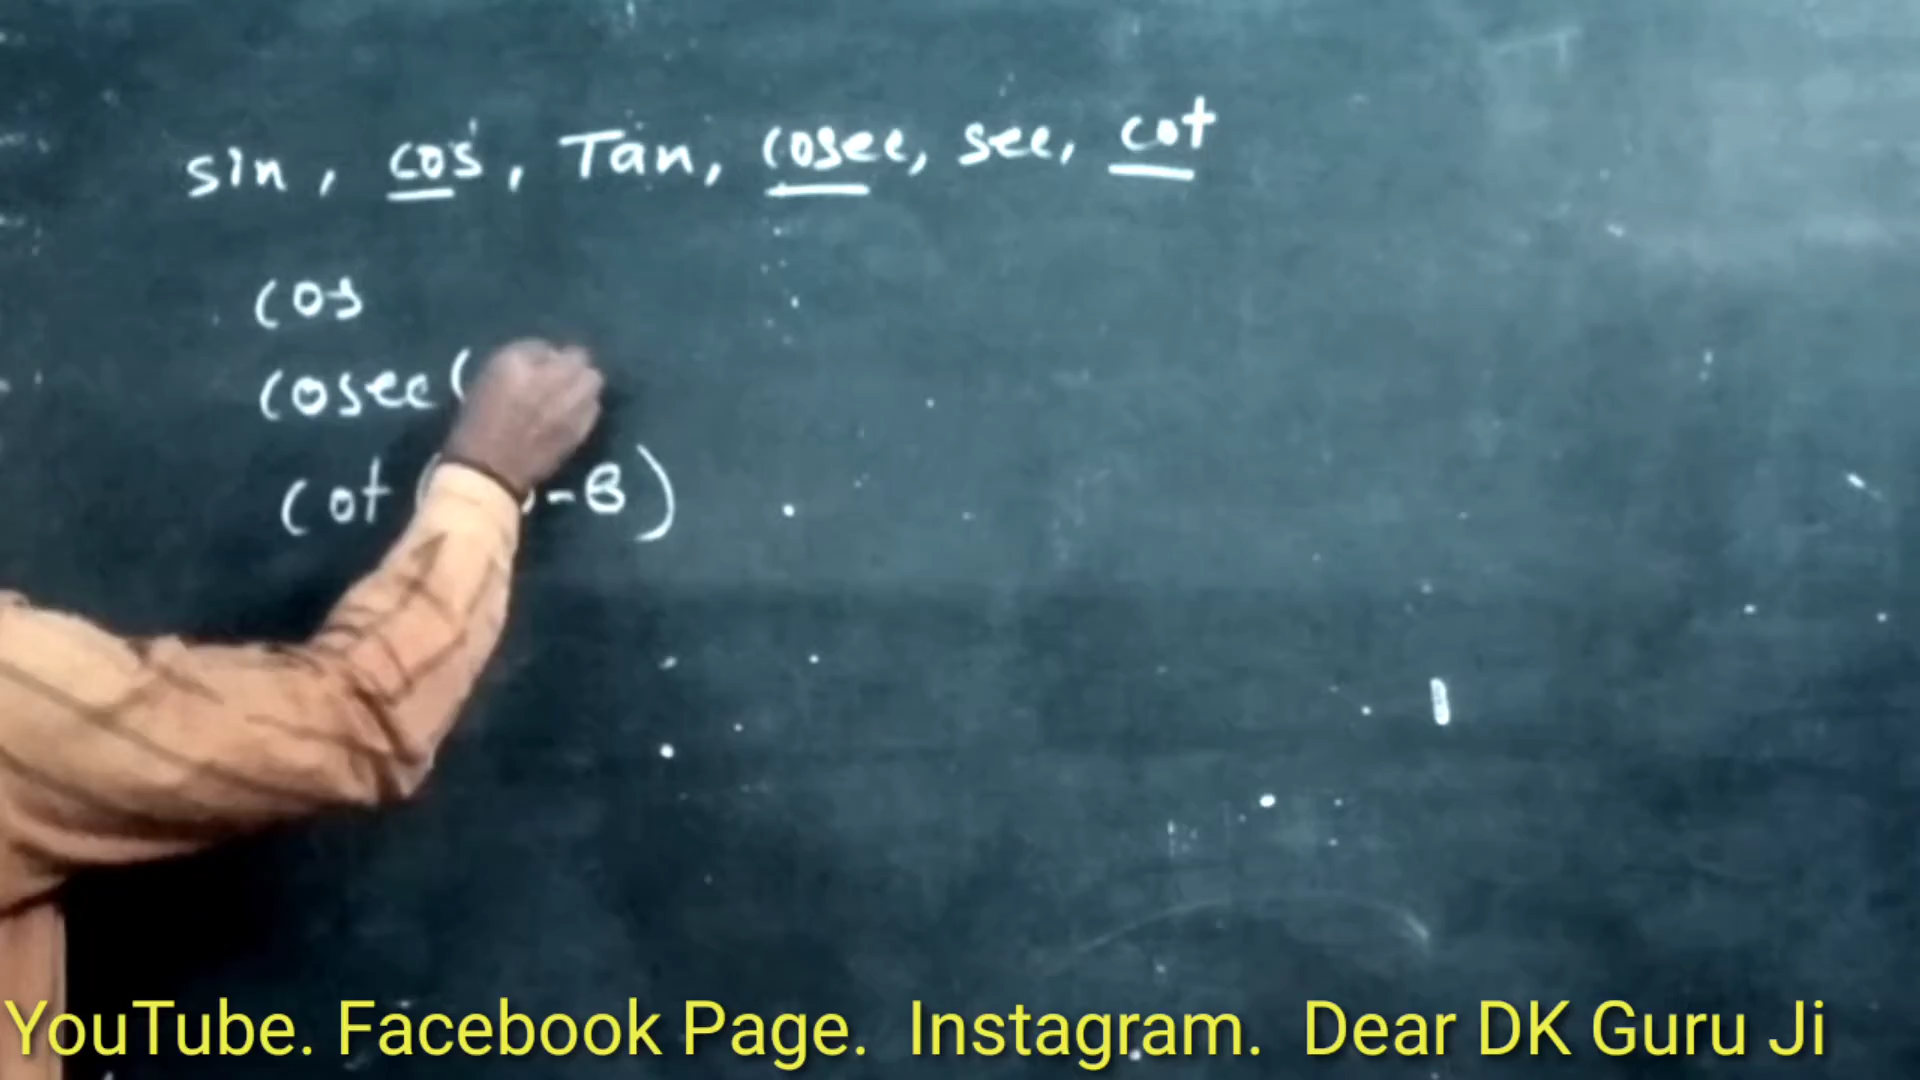 sin, cos, Tan, cosec, sec, cot
cos
cosec (
cot ( - B)
YouTube. Facebook Page. Instagram. Dear DK Guru Ji